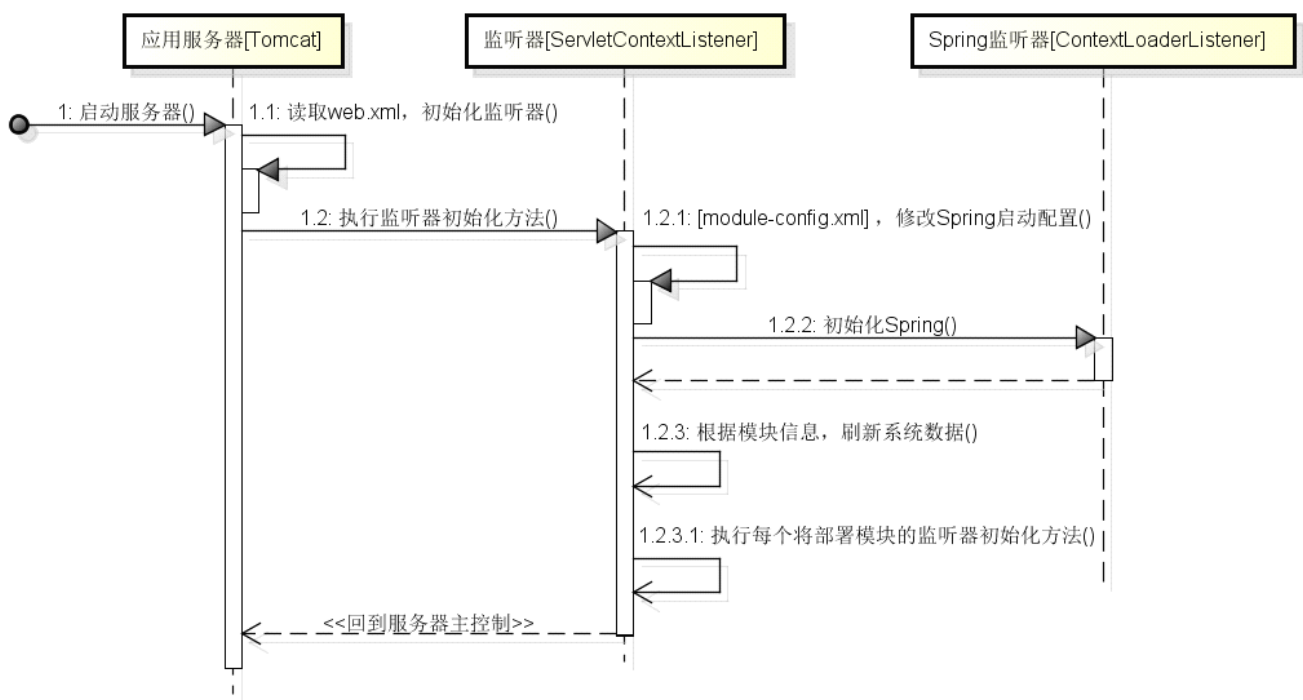 应用服务器[Tomcat]
监听器[ServletContextListener]
Spring监听器[ContextLoaderListener]
1: 启动服务器()
1.1: 读取web.xml，初始化监听器()
1.2: 执行监听器初始化方法()
1.2.1: [module-config.xml] ，修改Spring启动配置()
1.2.2: 初始化Spring()
1.2.3: 根据模块信息，刷新系统数据()
1.2.3.1: 执行每个将部署模块的监听器初始化方法()
<<回到服务器主控制>>